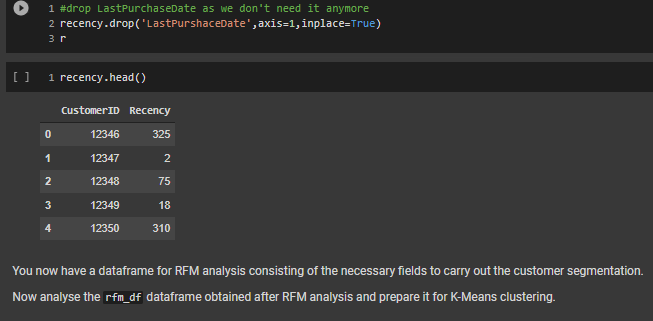 1 #drop LastPurchaseDate as we don't need it anymore
2 recency.drop('LastPurshaceDate',axis=1,inplace=True)
3 r
[ ] 1 recency.head()
CustomerID Recency
0 12346 325
1 12347 2
2 12348 75
3 12349 18
4 12350 310
You now have a dataframe for RFM analysis consisting of the necessary fields to carry out the customer segmentation.
Now analyse the rfm_df dataframe obtained after RFM analysis and prepare it for K-Means clustering.